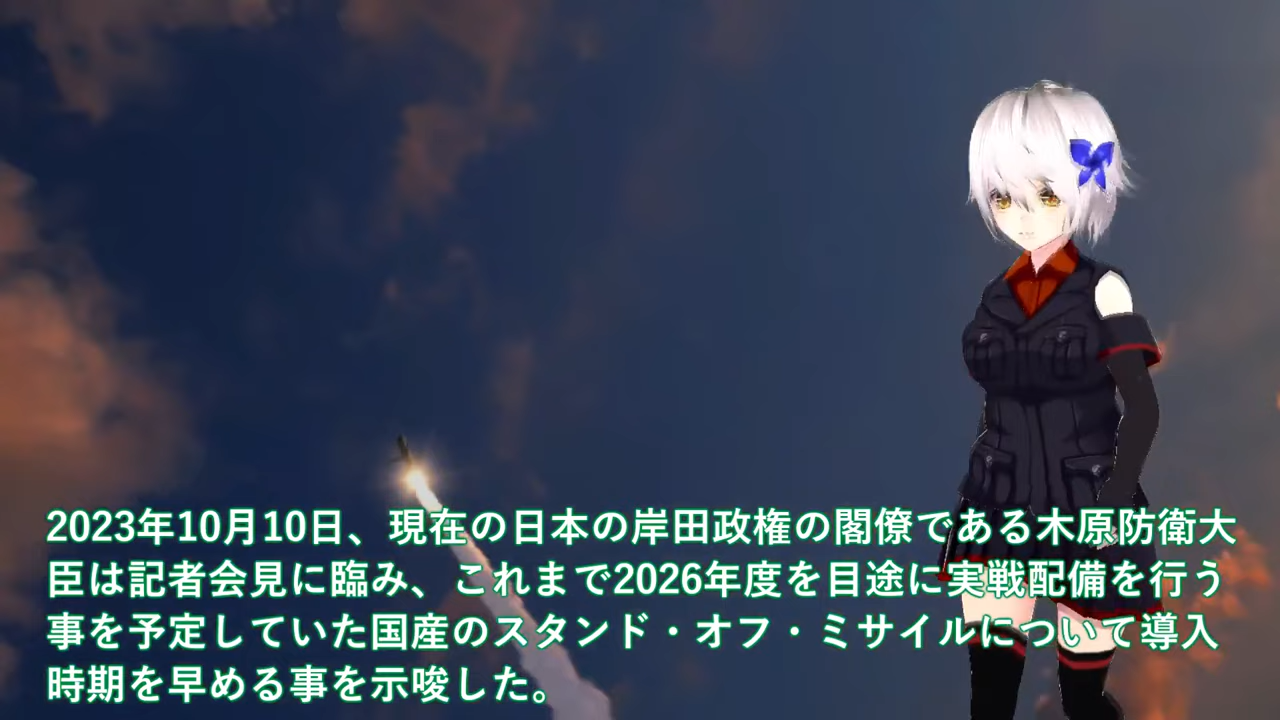 2023年10月10日、現在の日本の岸田政権の閣僚である木原防衛大
臣は記者会見に臨み、これまで2026年度を目途に実戦配備を行う
事を予定していた国産のスタンド・オフ・ミサイルについて導入
時期を早める事を示唆した。